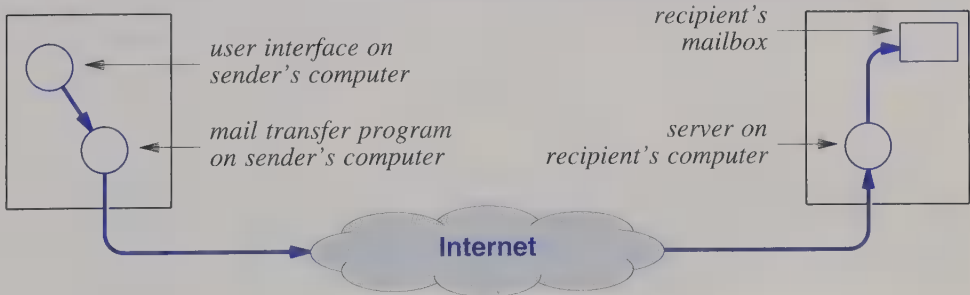 user interface on
sender's computer
mail transfer program
on sender's computer
recipient's
mailbox
server on
recipient's computer
Internet